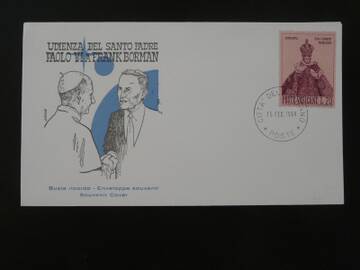 UDIENZA DEL SANTO PADRE
PAOLO VI A FRANK BORMAN
Busta ricordo - Enveloppe souvenir
Souvenir Cover
POSTE VATICANE L. 20
CITTÀ DEL VATICANO
POSTE